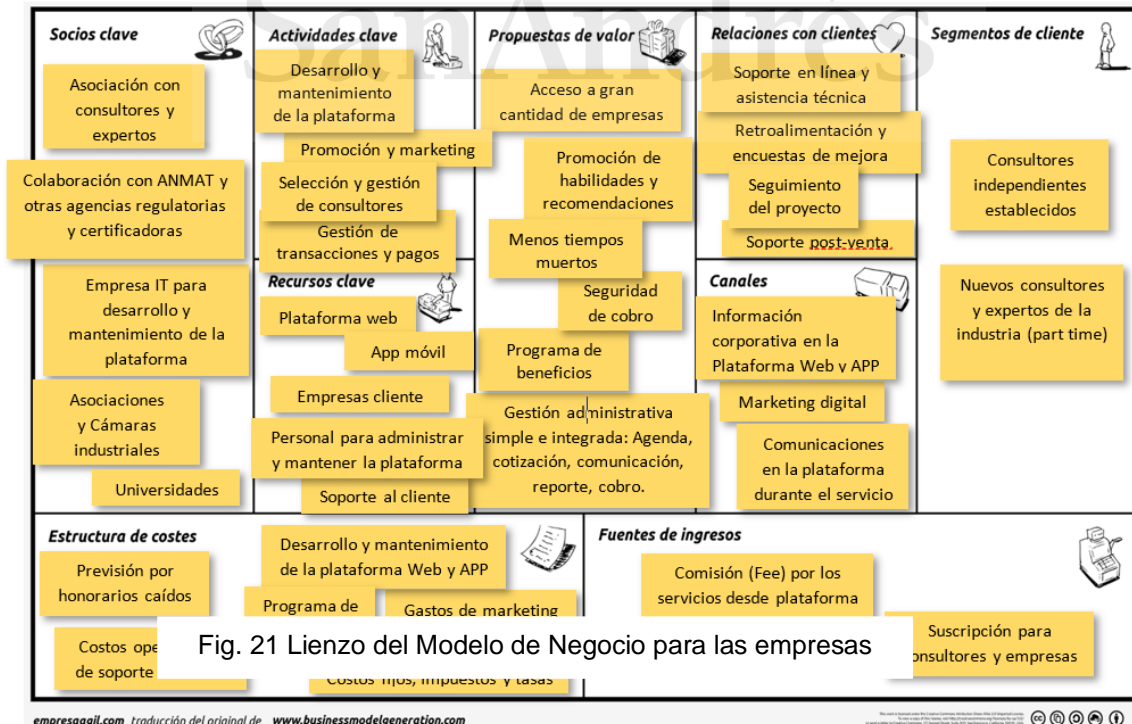 SanAndrés
Socios clave
Asociación con
consultores y
expertos
Colaboración con ANMAT y
otras agencias regulatorias
y certificadoras
Empresa IT para
desarrollo y
mantenimiento de la
plataforma
Asociaciones
y Cámaras
industriales
Universidades
Actividades clave
Desarrollo y
mantenimiento
de la plataforma
Promoción y marketing
Selección y gestión
de consultores
Gestión de
transacciones y pagos
Recursos clave
Plataforma web
App móvil
Empresas cliente
Personal para administrar
y mantener la plataforma
Soporte al cliente
Propuestas de valor
Acceso a gran
cantidad de empresas
Promoción de
habilidades y
recomendaciones
Menos tiempos
muertos
Seguridad
de cobro
Programa de
beneficios
Gestión administrativa
simple e integrada: Agenda,
cotización, comunicación,
reporte, cobro.
Relaciones con clientes
Soporte en línea y
asistencia técnica
Retroalimentación y
encuestas de mejora
Seguimiento
del proyecto
Soporte post-venta
Canales
Información
corporativa en la
Plataforma Web y APP
Marketing digital
Comunicaciones
en la plataforma
durante el servicio
Segmentos de cliente
Consultores
independientes
establecidos
Nuevos consultores
y expertos de la
industria (part time)
Estructura de costes
Previsión por
honorarios caídos
Desarrollo y mantenimiento
de la plataforma Web y APP
Programa de
Gastos de marketing
Costos ope
de soporte
Costos fijos, impuestos y tasas
Fuentes de ingresos
Comisión (Fee) por los
servicios desde plataforma
Suscripción para
onsultores y empresas
Fig. 21 Lienzo del Modelo de Negocio para las empresas
empresaagil.com traducción del original de www.businessmodelgeneration.com